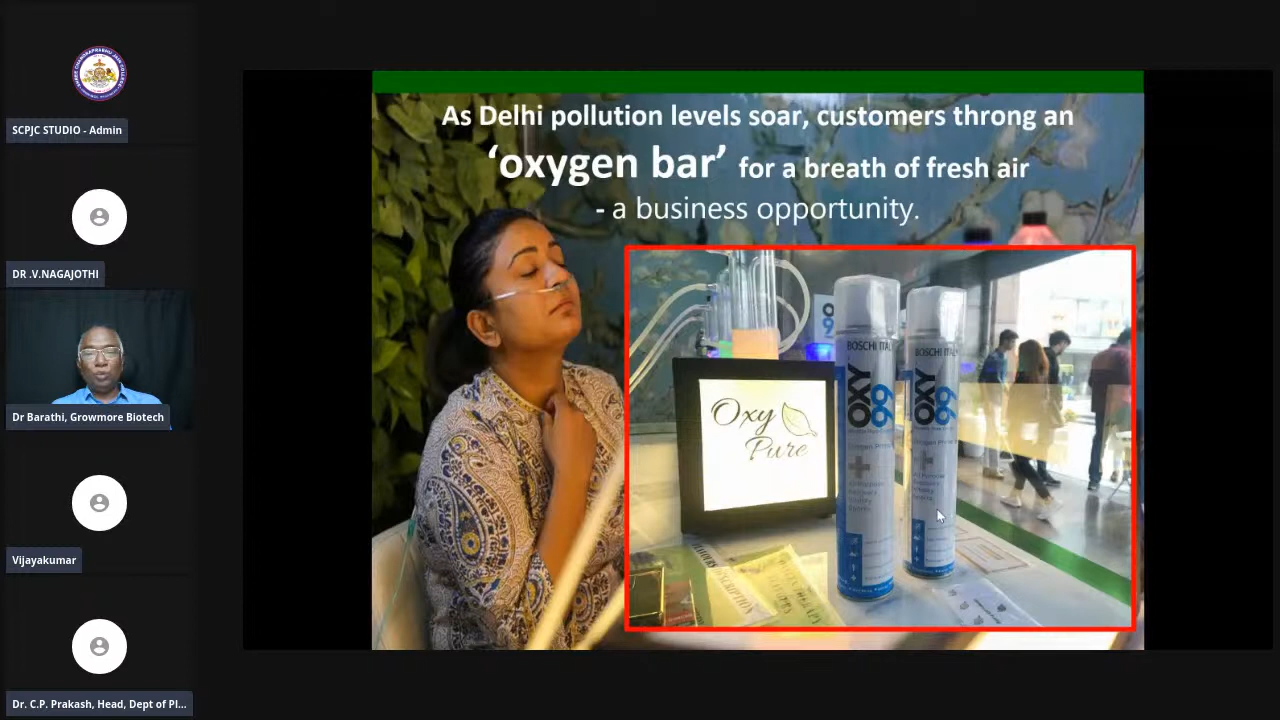 SCPJC STUDIO - Admin
DR .V.NAGAJOTHI
Dr Barathi, Growmore Biotech
Vijayakumar
Dr. C.P. Prakash, Head, Dept of Pl...
As Delhi pollution levels soar, customers throng an
‘oxygen bar’ for a breath of fresh air
- a business opportunity.
Oxy
Pure
BOSCHI ITALY
OXY
99
BOSCHI ITALY
OXY
99